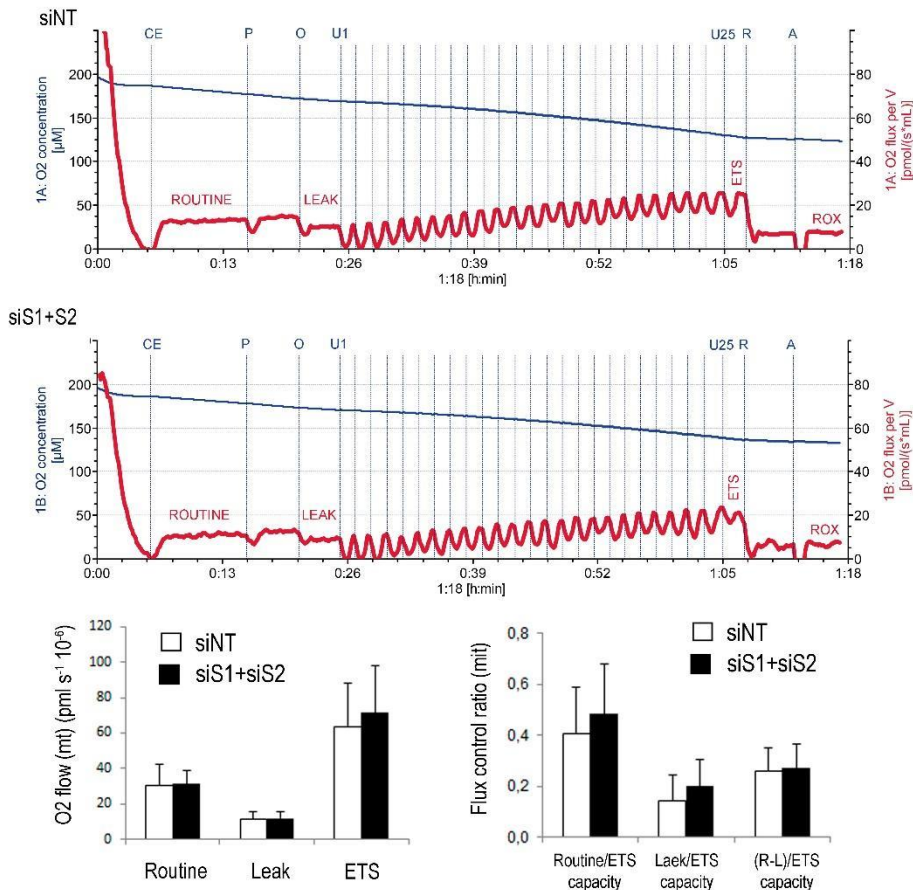 siNT
CE P O U1 U25 R A
1A: O2 concentration
[µM]
200
150
100
50
0
80
60
40
20
0
1A: O2 flux per V
[pmol/(s*mL)]
ROUTINE LEAK ETS ROX
0:00 0:13 0:26 0:39 0:52 1:05 1:18
1:18 [h:min]
siS1+S2
CE P O U1 U25 R A
1B: O2 concentration
[µM]
200
150
100
50
0
80
60
40
20
0
1B: O2 flux per V
[pmol/(s*mL)]
ROUTINE LEAK ETS ROX
0:00 0:13 0:26 0:39 0:52 1:05 1:18
1:18 [h:min]
O2 flow (mt) (pml s⁻¹ 10⁻⁶)
120
100
80
60
40
20
0
siNT
siS1+siS2
Routine Leak ETS
Flux control ratio (mit)
0,8
0,6
0,4
0,2
0,0
siNT
siS1+siS2
Routine/ETS Laek/ETS (R-L)/ETS
capacity capacity capacity